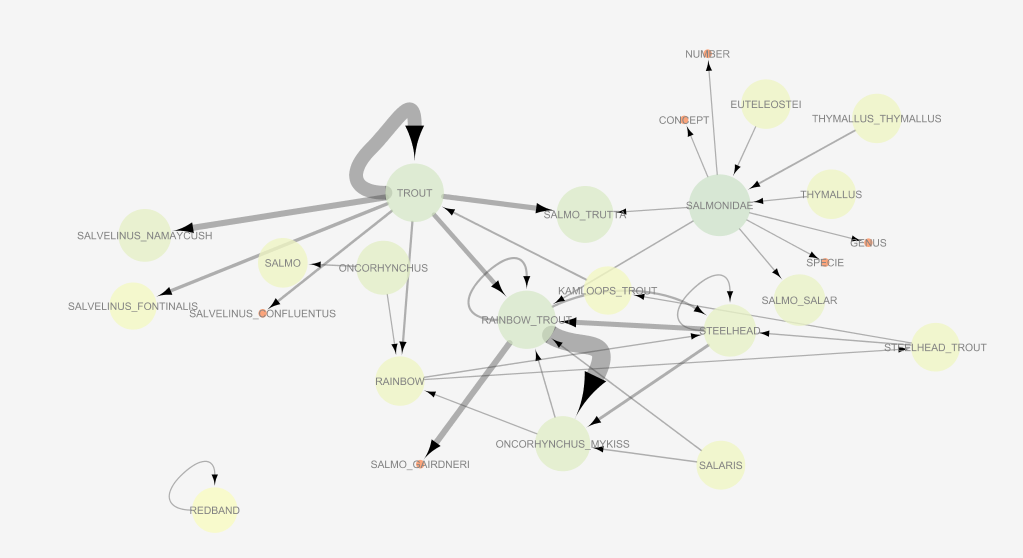 NUMBER
EUTELEOSTEI
CONCEPT
THYMALLUS_THYMALLUS
TROUT
THYMALLUS
SALMONIDAE
SALMO_TRUTTA
SALVELINUS_NAMAYCUSH
GENUS
SALMO
SPECIE
ONCORHYNCHUS
KAMLOOPS_TROUT
SALMO_SALAR
SALVELINUS_FONTINALIS
SALVELINUS_CONFLUENTUS
RAINBOW_TROUT
STEELHEAD
STEELHEAD_TROUT
RAINBOW
ONCORHYNCHUS_MYKISS
SALMO_GAIRDNERI
SALARIS
REDBAND